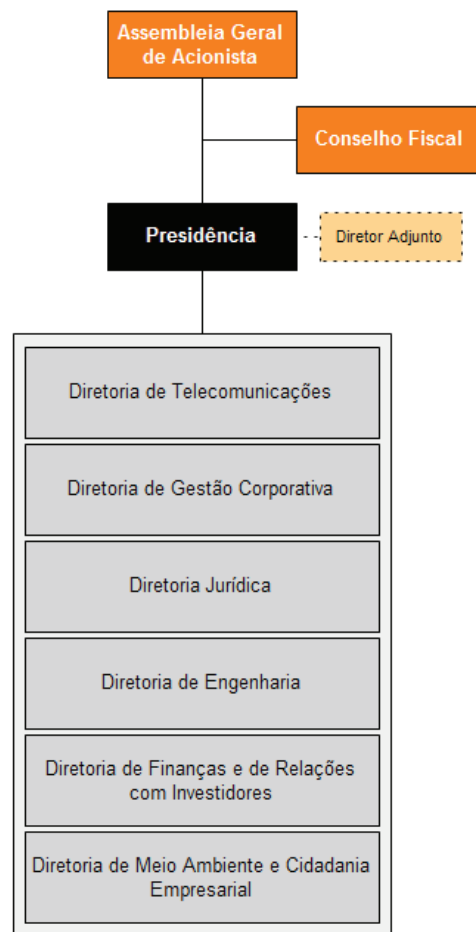 Assembleia Geral
de Acionista
Conselho Fiscal
Presidência
Diretor Adjunto
Diretoria de Telecomunicações
Diretoria de Gestão Corporativa
Diretoria Jurídica
Diretoria de Engenharia
Diretoria de Finanças e de Relações
com Investidores
Diretoria de Meio Ambiente e Cidadania
Empresarial